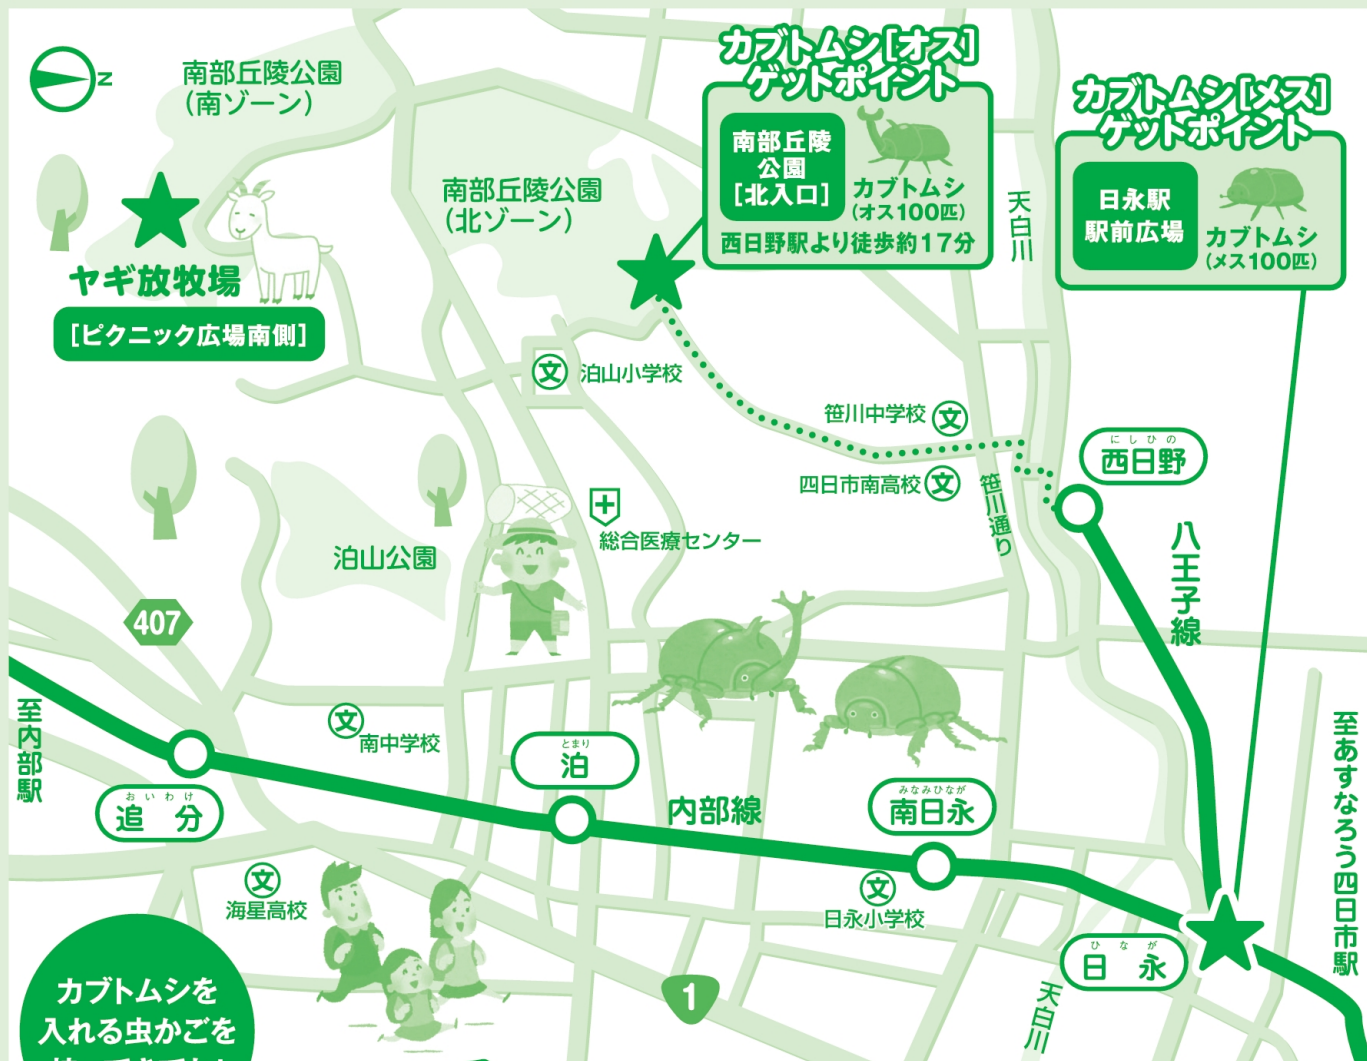 N
南部丘陵公園
(南ゾーン)
ヤギ放牧場
[ピクニック広場南側]
南部丘陵公園
(北ゾーン)
カブトムシ[オス]
ゲットポイント
南部丘陵
公園
[北入口]
カブトムシ
(オス100匹)
西日野駅より徒歩約17分
カブトムシ[メス]
ゲットポイント
日永駅
駅前広場
カブトムシ
(メス100匹)
天白川
文 泊山小学校
笹川中学校 文
四日市南高校 文
笹川通り
にしひの
西日野
八王子線
総合医療センター
泊山公園
407
文
南中学校
至内部駅
おいわけ
追 分
とまり
泊
内部線
みなみひなが
南日永
至あすなろう四日市駅
文
海星高校
文
日永小学校
ひなが
日 永
天白川
1
カブトムシを
入れる虫かごを